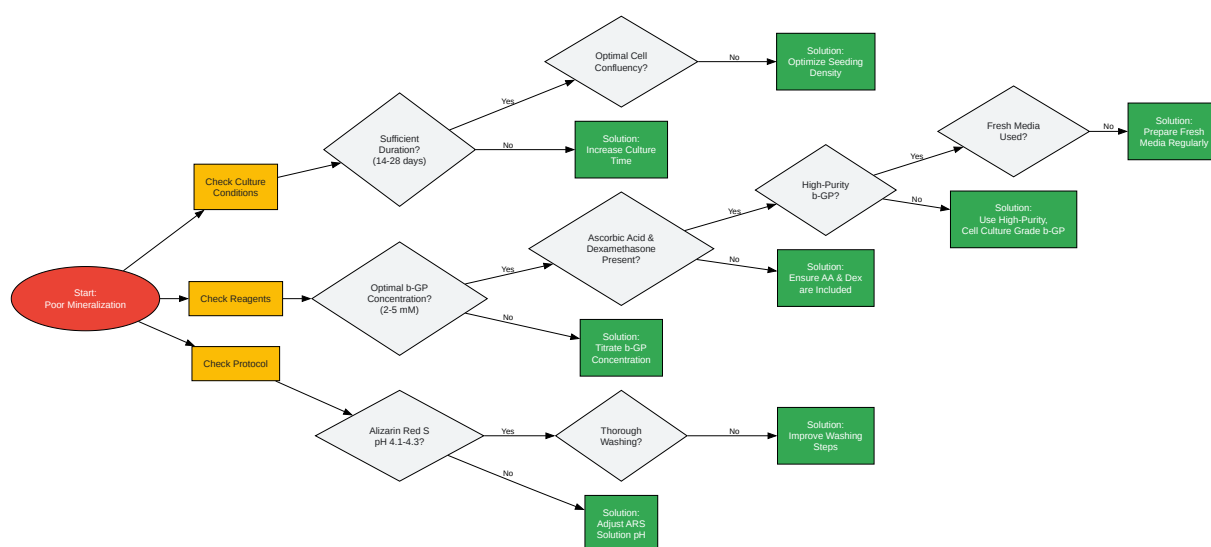 Start:
Poor Mineralization
Check Culture
Conditions
Check Reagents
Check Protocol
Sufficient
Duration?
(14-28 days)
Yes
No
Optimal Cell
Confluency?
No
Solution:
Optimize Seeding
Density
Solution:
Increase Culture
Time
Optimal b-GP
Concentration?
(2-5 mM)
Yes
No
Ascorbic Acid &
Dexamethasone
Present?
Yes
No
High-Purity
b-GP?
Yes
No
Fresh Media
Used?
No
Solution:
Prepare Fresh
Media Regularly
Solution:
Use High-Purity,
Cell Culture Grade b-GP
Solution:
Ensure AA & Dex
are Included
Solution:
Titrate b-GP
Concentration
Alizarin Red S
pH 4.1-4.3?
Yes
No
Thorough
Washing?
No
Solution:
Improve Washing
Steps
Solution:
Adjust ARS
Solution pH